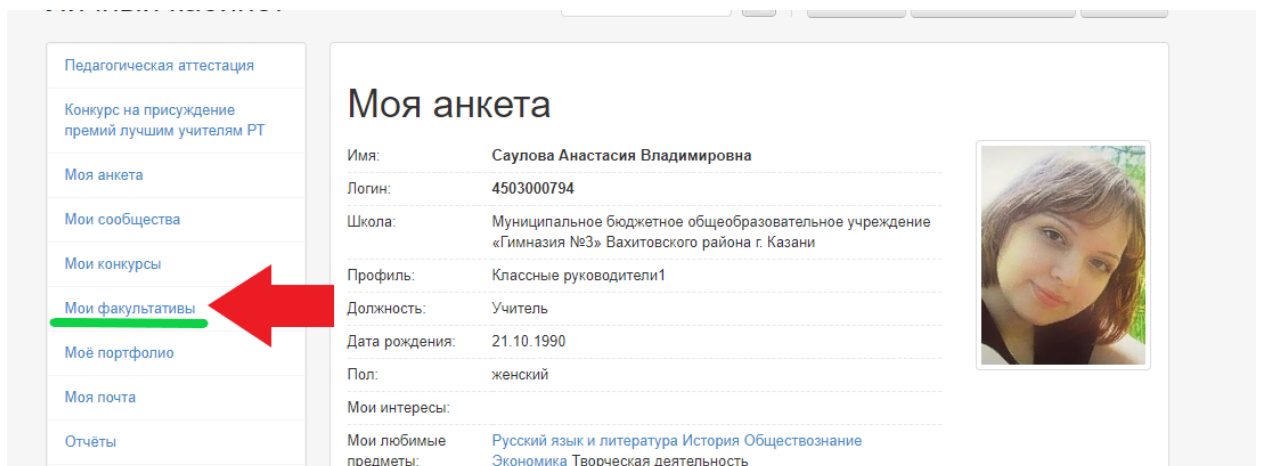 Педагогическая аттестация
Конкурс на присуждение
премий лучшим учителям РТ
Моя анкета
Мои сообщества
Мои конкурсы
Мои факультативы
Моё портфолио
Моя почта
Отчёты
Моя анкета
Имя: Саулова Анастасия Владимировна
Логин: 4503000794
Школа: Муниципальное бюджетное общеобразовательное учреждение
«Гимназия №3» Вахитовского района г. Казани
Профиль: Классные руководители1
Должность: Учитель
Дата рождения: 21.10.1990
Пол: женский
Мои интересы:
Мои любимые Русский язык и литература История Обществознание
предметы: Экономика Творческая деятельность